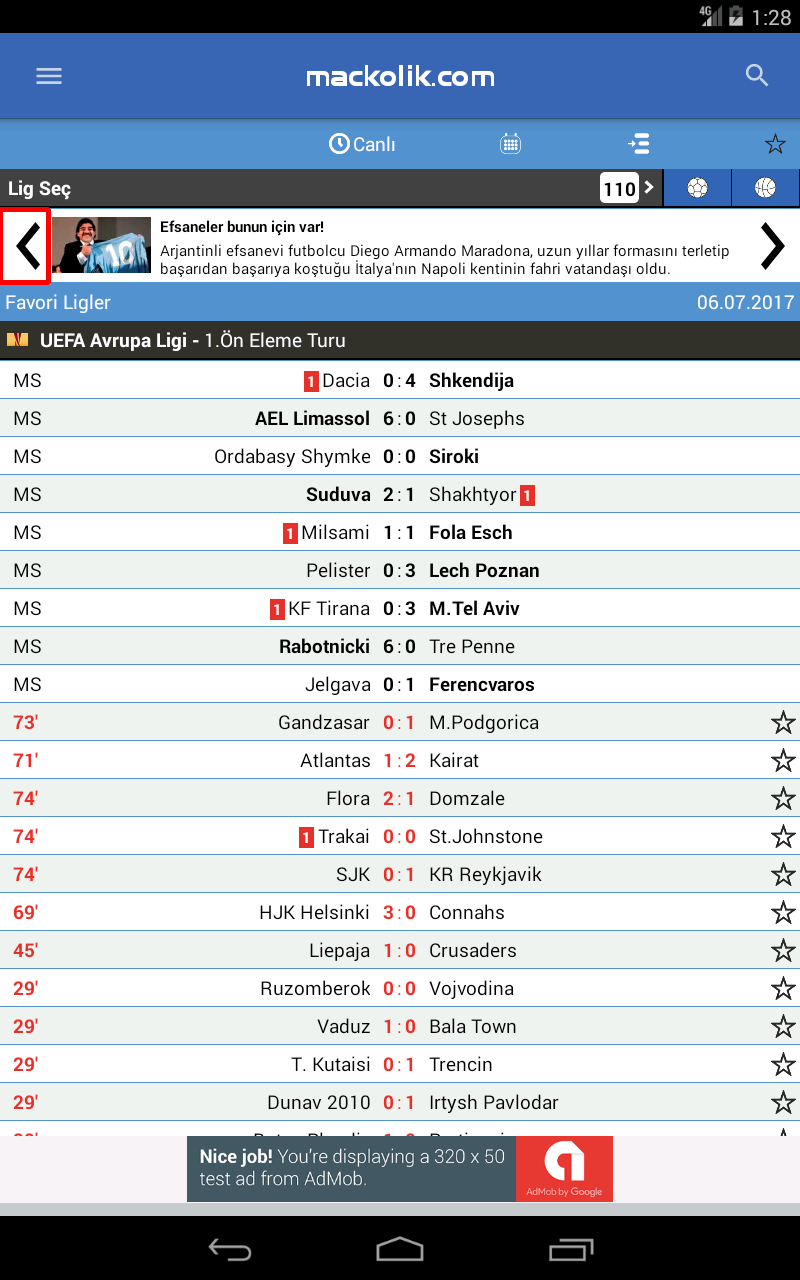 4G 1:28
mackolik.com
Canlı
Lig Seç 110
Efsaneler bunun için var!
Arjantinli efsanevi futbolcu Diego Armando Maradona, uzun yıllar formasını terletip
başarıdan başarıya koştuğu İtalya'nın Napoli kentinin fahri vatandaşı oldu.
Favori Ligler 06.07.2017
UEFA Avrupa Ligi - 1.Ön Eleme Turu
MS 1 Dacia 0 : 4 Shkendija
MS AEL Limassol 6 : 0 St Josephs
MS Ordabasy Shymke 0 : 0 Siroki
MS Suduva 2 : 1 Shakhtyor 1
MS 1 Milsami 1 : 1 Fola Esch
MS Pelister 0 : 3 Lech Poznan
MS 1 KF Tirana 0 : 3 M.Tel Aviv
MS Rabotnicki 6 : 0 Tre Penne
MS Jelgava 0 : 1 Ferencvaros
73' Gandzasar 0 : 1 M.Podgorica
71' Atlantas 1 : 2 Kairat
74' Flora 2 : 1 Domzale
74' 1 Trakai 0 : 0 St.Johnstone
74' SJK 0 : 1 KR Reykjavik
69' HJK Helsinki 3 : 0 Connahs
45' Liepaja 1 : 0 Crusaders
29' Ruzomberok 0 : 0 Vojvodina
29' Vaduz 1 : 0 Bala Town
29' T. Kutaisi 0 : 1 Trencin
29' Dunav 2010 0 : 1 Irtysh Pavlodar
Nice job! You're displaying a 320 x 50
test ad from AdMob.
AdMob by Google